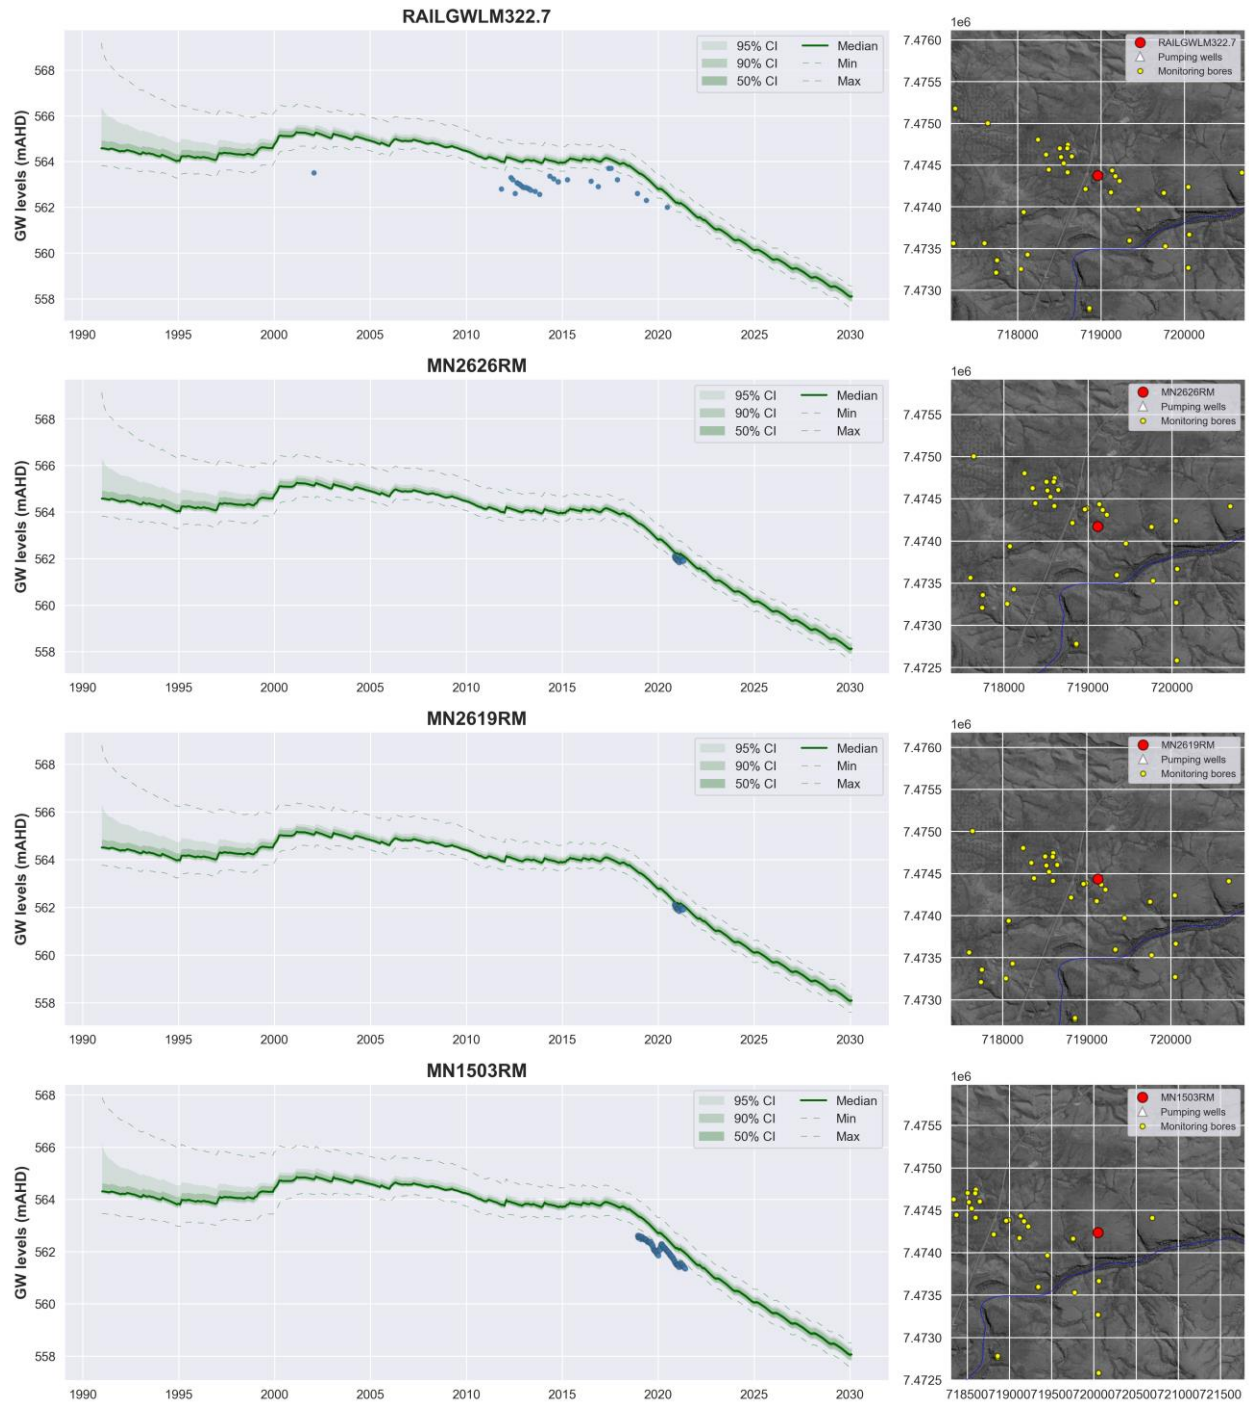 RAILGWLM322.7
GW levels (mAHD)
568
566
564
562
560
558
1990 1995 2000 2005 2010 2015 2020 2025 2030
95% CI Median
90% CI Min
50% CI Max
1e6
7.4760
7.4755
7.4750
7.4745
7.4740
7.4735
7.4730
718000 719000 720000
RAILGWLM322.7
Pumping wells
Monitoring bores
MN2626RM
GW levels (mAHD)
568
566
564
562
560
558
1990 1995 2000 2005 2010 2015 2020 2025 2030
95% CI Median
90% CI Min
50% CI Max
1e6
7.4755
7.4750
7.4745
7.4740
7.4735
7.4730
7.4725
718000 719000 720000
MN2626RM
Pumping wells
Monitoring bores
MN2619RM
GW levels (mAHD)
568
566
564
562
560
558
1990 1995 2000 2005 2010 2015 2020 2025 2030
95% CI Median
90% CI Min
50% CI Max
1e6
7.4760
7.4755
7.4750
7.4745
7.4740
7.4735
7.4730
718000 719000 720000
MN2619RM
Pumping wells
Monitoring bores
MN1503RM
GW levels (mAHD)
568
566
564
562
560
558
1990 1995 2000 2005 2010 2015 2020 2025 2030
95% CI Median
90% CI Min
50% CI Max
1e6
7.4755
7.4750
7.4745
7.4740
7.4735
7.4730
7.4725
718500719000719500720000720500721000721500
MN1503RM
Pumping wells
Monitoring bores